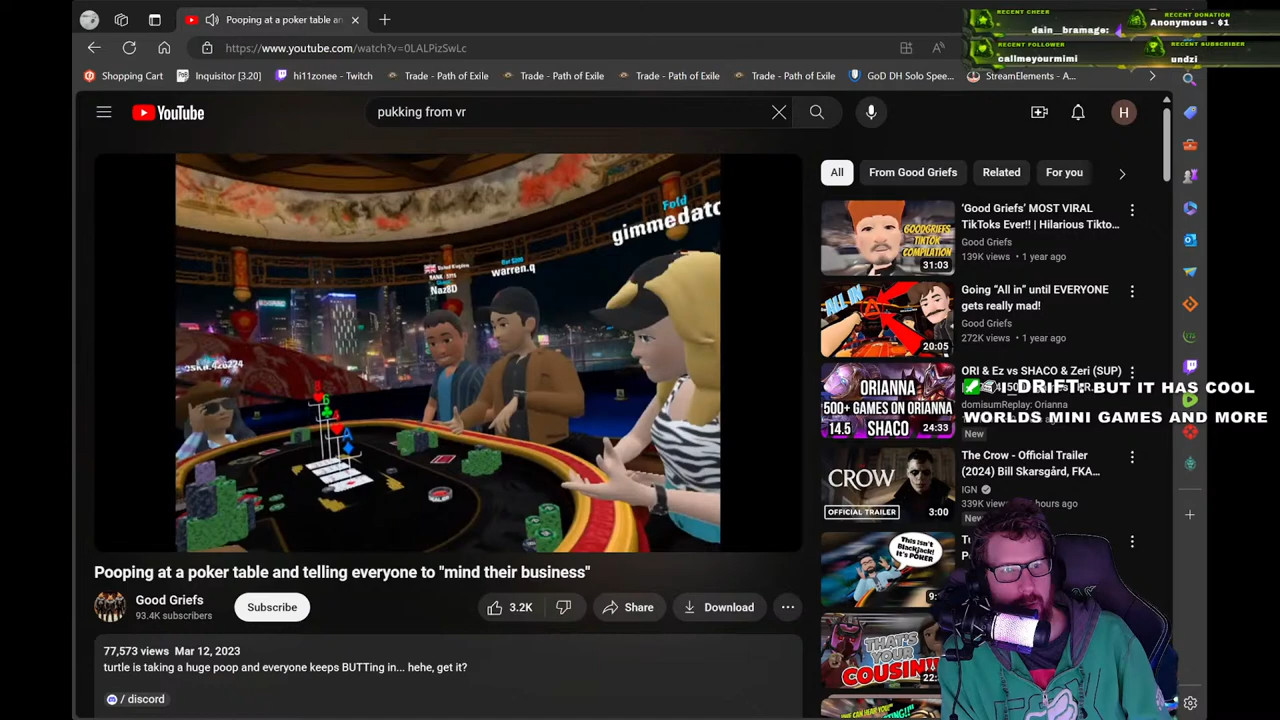 Pooping at a poker table an
https://www.youtube.com/watch?v=0LALPizSwLc
RECENT CHEER
dain__bramage:
RECENT DONATION
Anonymous - $1
RECENT FOLLOWER
callmeyourmimi
RECENT SUBSCRIBER
undzi
Shopping Cart
Inquisitor [3.20]
hi11zonee - Twitch
Trade - Path of Exile
Trade - Path of Exile
Trade - Path of Exile
Trade - Path of Exile
GoD DH Solo Spee...
StreamElements - A...
YouTube
pukking from vr
H
Fold
gimmedato
United Kingdom
Naz8D
warren.q
All
From Good Griefs
Related
For you
GOODGRIEFS
TIKTOK
COMPILATION
31:03
'Good Griefs' MOST VIRAL
TikToks Ever!! | Hilarious Tikto...
Good Griefs
139K views • 1 year ago
ALL IN
20:05
Going "All in" until EVERYONE
gets really mad!
Good Griefs
272K views • 1 year ago
ORIANNA
500+ GAMES ON ORIANNA
14.5
SHACO
24:33
ORI & Ez vs SHACO & Zeri (SUP)
domisumReplay: Orianna
New
I_DRIFT: BUT IT HAS COOL
WORLDS MINI GAMES AND MORE
CROW
OFFICIAL TRAILER
3:00
The Crow - Official Trailer
(2024) Bill Skarsgård, FKA...
IGN
339K
hours ago
New
This isn't
Blackjack!
It's POKER
THAT'S
YOUR
COUSIN!!
Pooping at a poker table and telling everyone to "mind their business"
Good Griefs
93.4K subscribers
Subscribe
3.2K
Share
Download
77,573 views Mar 12, 2023
turtle is taking a huge poop and everyone keeps BUTTing in... hehe, get it?
/ discord